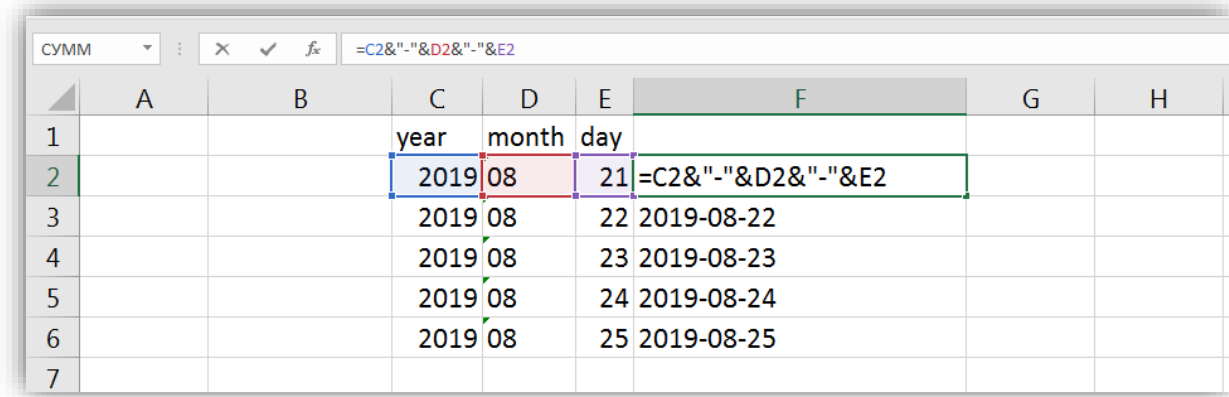 СУММ fx =C2&"-"&D2&"-"&E2
A B C D E F G H
1 year month day
2 2019 08 21 =C2&"-"&D2&"-"&E2
3 2019 08 22 2019-08-22
4 2019 08 23 2019-08-23
5 2019 08 24 2019-08-24
6 2019 08 25 2019-08-25
7